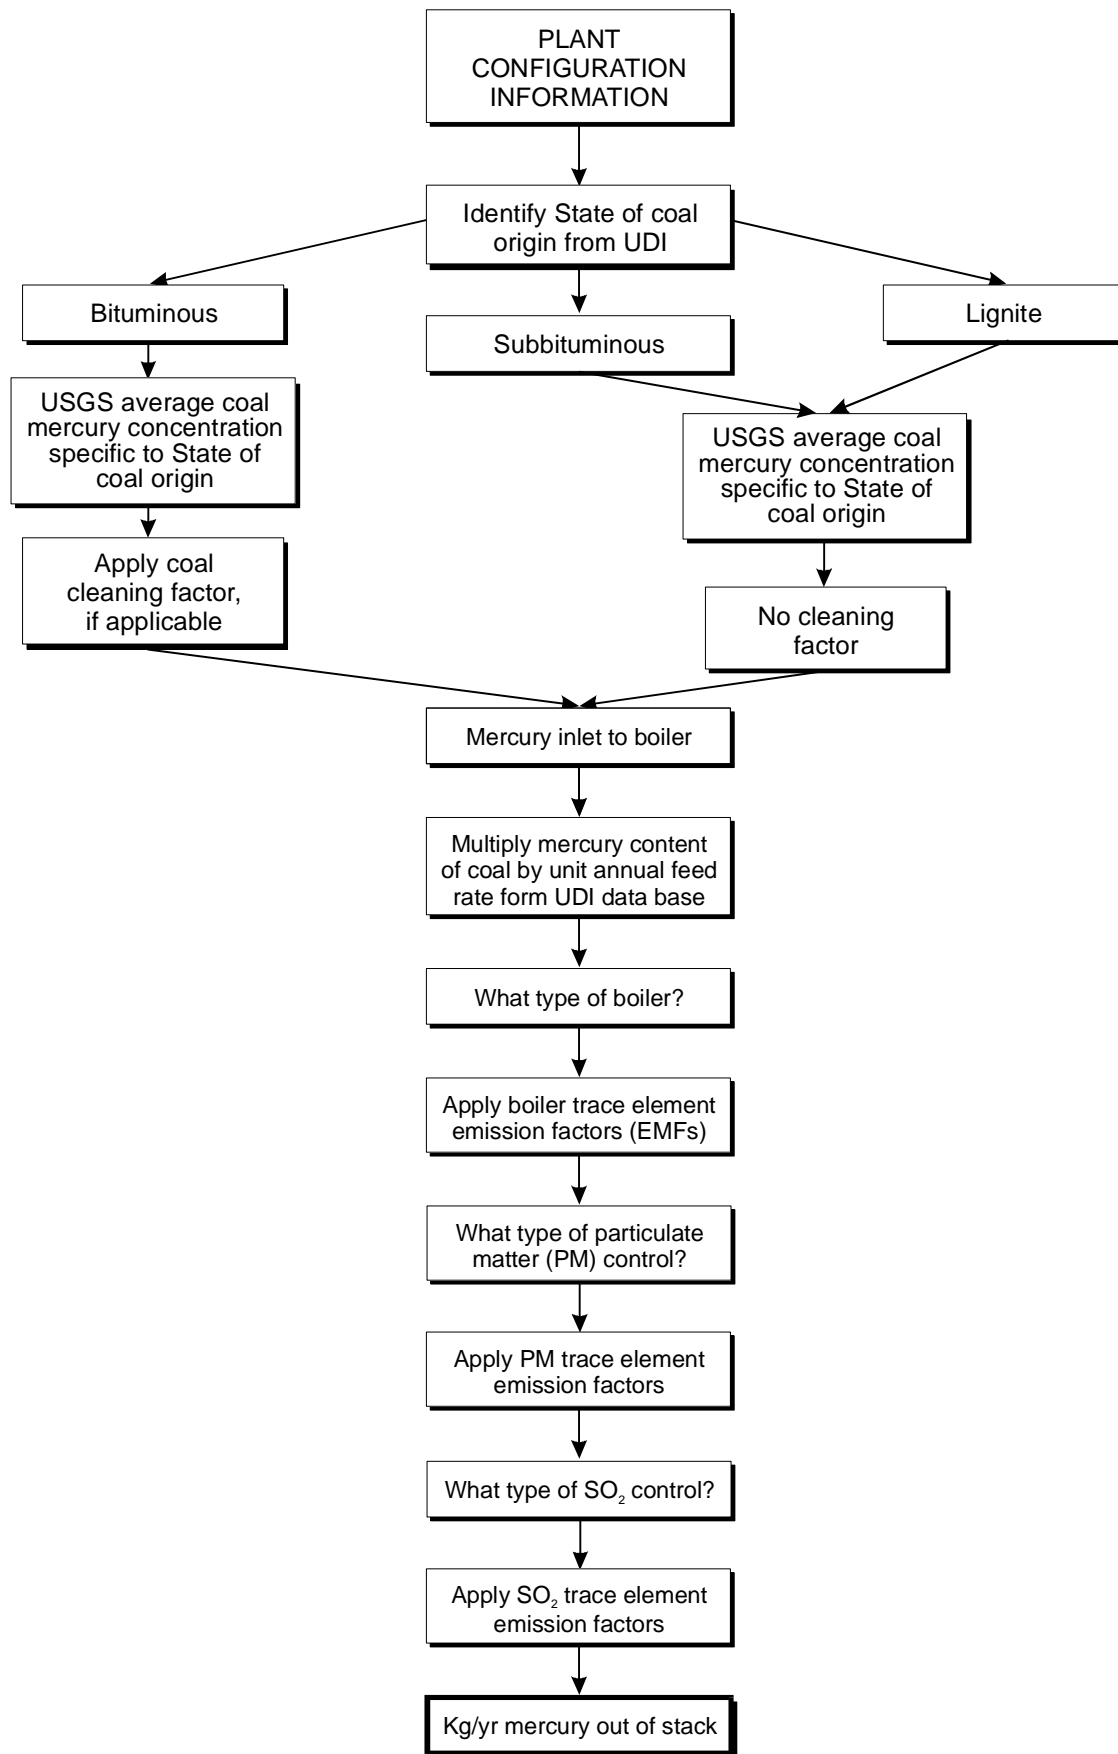 PLANT
CONFIGURATION
INFORMATION
Identify State of coal
origin from UDI
Bituminous
Subbituminous
Lignite
USGS average coal
mercury concentration
specific to State of
coal origin
USGS average coal
mercury concentration
specific to State of
coal origin
Apply coal
cleaning factor,
if applicable
No cleaning
factor
Mercury inlet to boiler
Multiply mercury content
of coal by unit annual feed
rate form UDI data base
What type of boiler?
Apply boiler trace element
emission factors (EMFs)
What type of particulate
matter (PM) control?
Apply PM trace element
emission factors
What type of SO₂ control?
Apply SO₂ trace element
emission factors
Kg/yr mercury out of stack